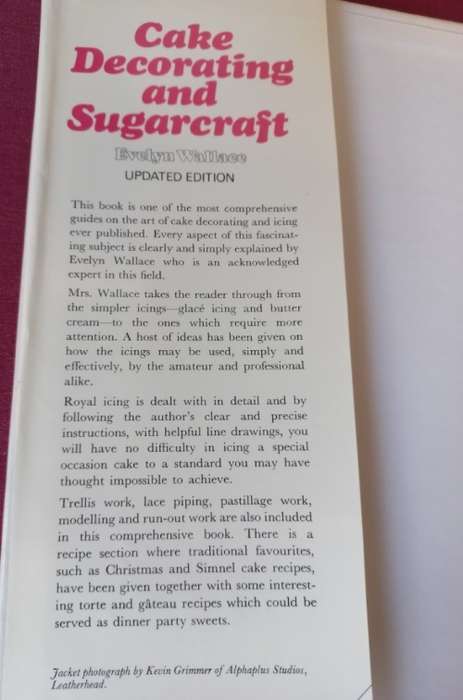 Cake
Decorating
and
Sugarcraft
Evelyn Wallace
UPDATED EDITION
This book is one of the most comprehensive
guides on the art of cake decorating and icing
ever published. Every aspect of this fascinat-
ing subject is clearly and simply explained by
Evelyn Wallace who is an acknowledged
expert in this field.
Mrs. Wallace takes the reader through from
the simpler icings—glacé icing and butter
cream—to the ones which require more
attention. A host of ideas has been given on
how the icings may be used, simply and
effectively, by the amateur and professional
alike.
Royal icing is dealt with in detail and by
following the author's clear and precise
instructions, with helpful line drawings, you
will have no difficulty in icing a special
occasion cake to a standard you may have
thought impossible to achieve.
Trellis work, lace piping, pastillage work,
modelling and run-out work are also included
in this comprehensive book. There is a
recipe section where traditional favourites,
such as Christmas and Simnel cake recipes,
have been given together with some interest-
ing torte and gâteau recipes which could be
served as dinner party sweets.
Jacket photograph by Kevin Grimmer of Alphaplus Studios,
Leatherhead.